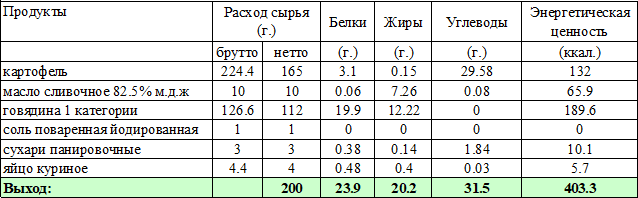 Продукты Расход сырья (г.) Белки Жиры Углеводы Энергетическая ценность
брутто нетто (г.) (г.) (г.) (ккал.)
картофель 224.4 165 3.1 0.15 29.58 132
масло сливочное 82.5% м.д.ж 10 10 0.06 7.26 0.08 65.9
говядина 1 категории 126.6 112 19.9 12.22 0 189.6
соль поваренная йодированная 1 1 0 0 0 0
сухари панировочные 3 3 0.38 0.14 1.84 10.1
яйцо куриное 4.4 4 0.48 0.4 0.03 5.7
Выход: 200 23.9 20.2 31.5 403.3